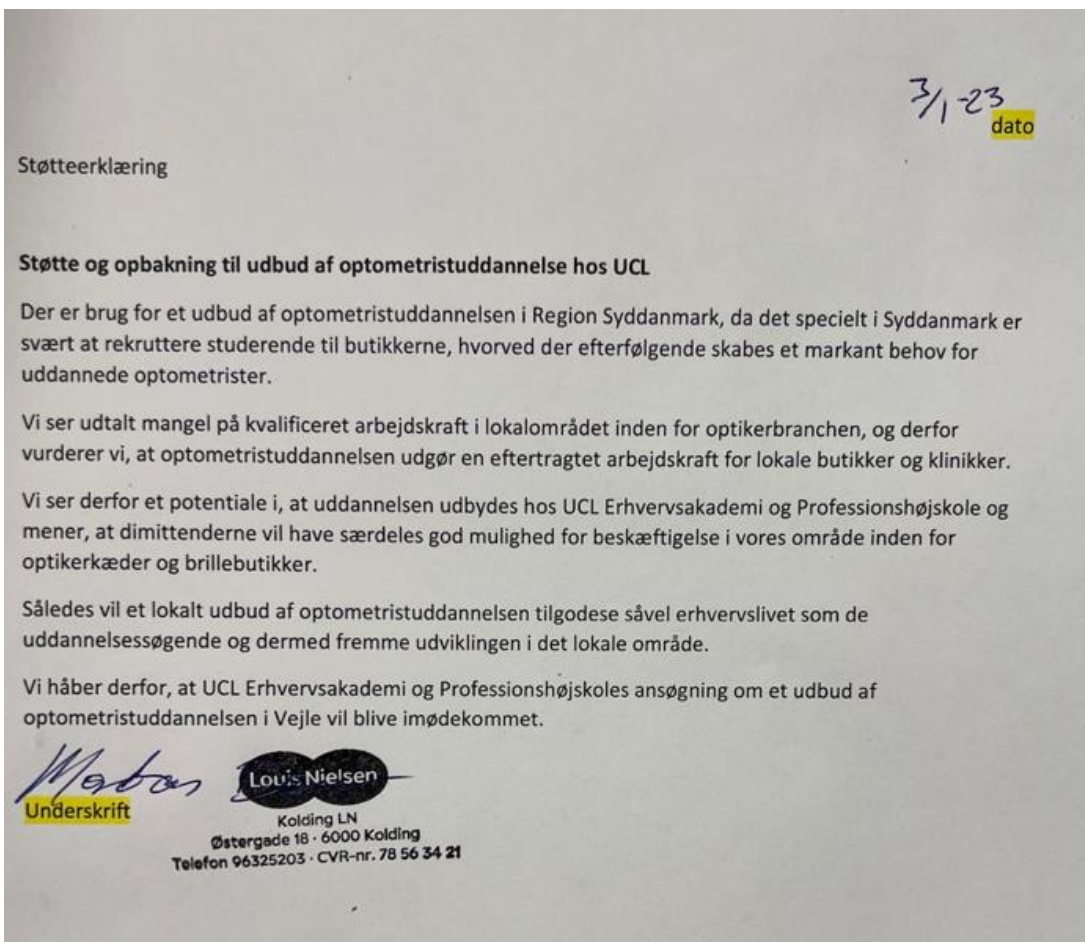 3/1-23
dato
Støtteerklæring
Støtte og opbakning til udbud af optometristuddannelse hos UCL
Der er brug for et udbud af optometristuddannelsen i Region Syddanmark, da det specielt i Syddanmark er
svært at rekruttere studerende til butikkerne, hvorved der efterfølgende skabes et markant behov for
uddannede optometrister.
Vi ser udtalt mangel på kvalificeret arbejdskraft i lokalområdet inden for optikerbranchen, og derfor
vurderer vi, at optometristuddannelsen udgør en eftertragtet arbejdskraft for lokale butikker og klinikker.
Vi ser derfor et potentiale i, at uddannelsen udbydes hos UCL Erhvervsakademi og Professionshøjskole og
mener, at dimittenderne vil have særdeles god mulighed for beskæftigelse i vores område inden for
optikerkæder og brillebutikker.
Således vil et lokalt udbud af optometristuddannelsen tilgodese såvel erhvervslivet som de
uddannelsessøgende og dermed fremme udviklingen i det lokale område.
Vi håber derfor, at UCL Erhvervsakademi og Professionshøjskoles ansøgning om et udbud af
optometristuddannelsen i Vejle vil blive imødekommet.
Louis Nielsen
Underskrift
Kolding LN
Østergade 18 · 6000 Kolding
Telefon 96325203 · CVR-nr. 78 56 34 21